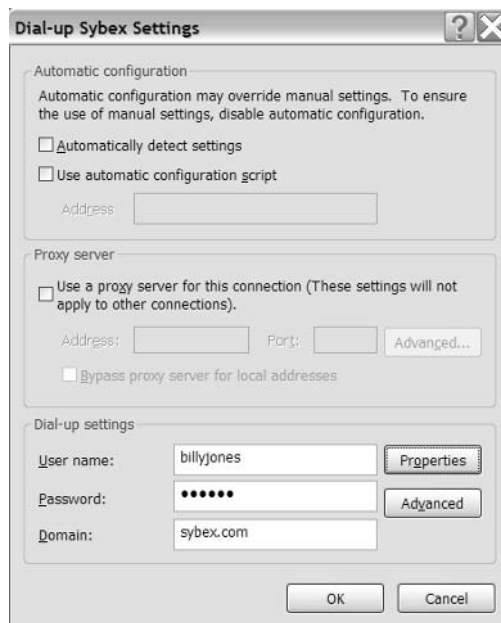 Dial-up Sybex Settings
Automatic configuration
Automatic configuration may override manual settings. To ensure
the use of manual settings, disable automatic configuration.
Automatically detect settings
Use automatic configuration script
Address
Proxy server
Use a proxy server for this connection (These settings will not
apply to other connections).
Address: Port: Advanced...
Bypass proxy server for local addresses
Dial-up settings
User name: billyjones Properties
Password: •••••• Advanced
Domain: sybex.com
OK Cancel